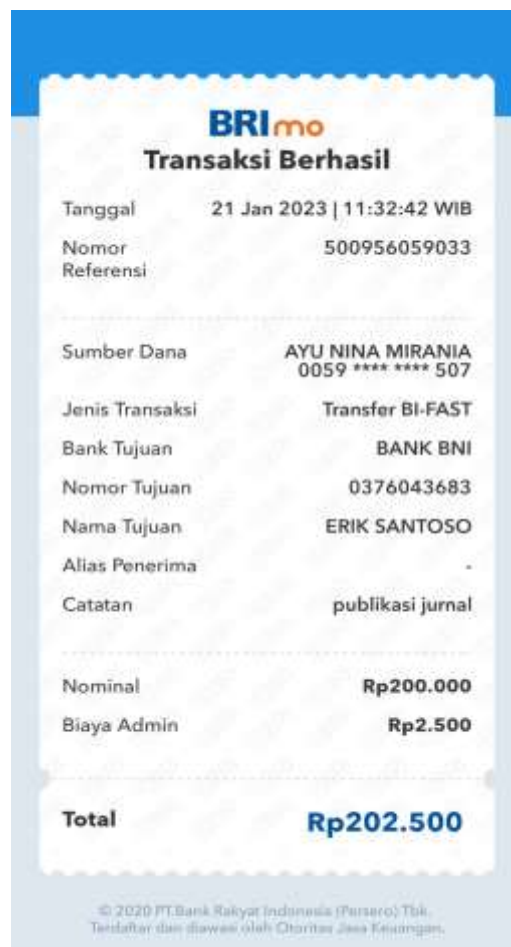 BRImo
Transaksi Berhasil
Tanggal 21 Jan 2023 | 11:32:42 WIB
Nomor Referensi 500956059033
Sumber Dana AYU NINA MIRANIA
0059 **** **** 507
Jenis Transaksi Transfer BI-FAST
Bank Tujuan BANK BNI
Nomor Tujuan 0376043683
Nama Tujuan ERIK SANTOSO
Alias Penerima -
Catatan publikasi jurnal
Nominal Rp200.000
Biaya Admin Rp2.500
Total Rp202.500
© 2020 PT.Bank Rakyat Indonesia (Persero) Tbk.
Terdaftar dan diawasi oleh Otoritas Jasa Keuangan.